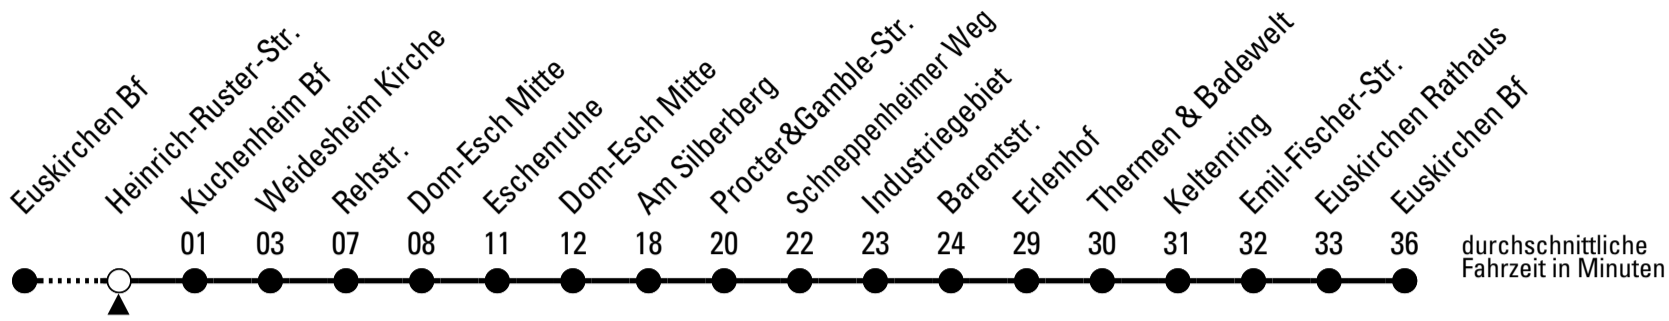 Euskirchen Bf
Heinrich-Ruster-Str.
Kuchenheim Bf
Weidesheim Kirche
Rehstr.
Dom-Esch Mitte
Eschenruhe
Dom-Esch Mitte
Am Silberberg
Procter&Gamble-Str.
Schneppenheimer Weg
Industriegebiet
Barentstr.
Erlenhof
Thermen & Badewelt
Keltenring
Emil-Fischer-Str.
Euskirchen Rathaus
Euskirchen Bf
01 03 07 08 11 12 18 20 22 23 24 29 30 31 32 33 36
durchschnittliche
Fahrzeit in Minuten